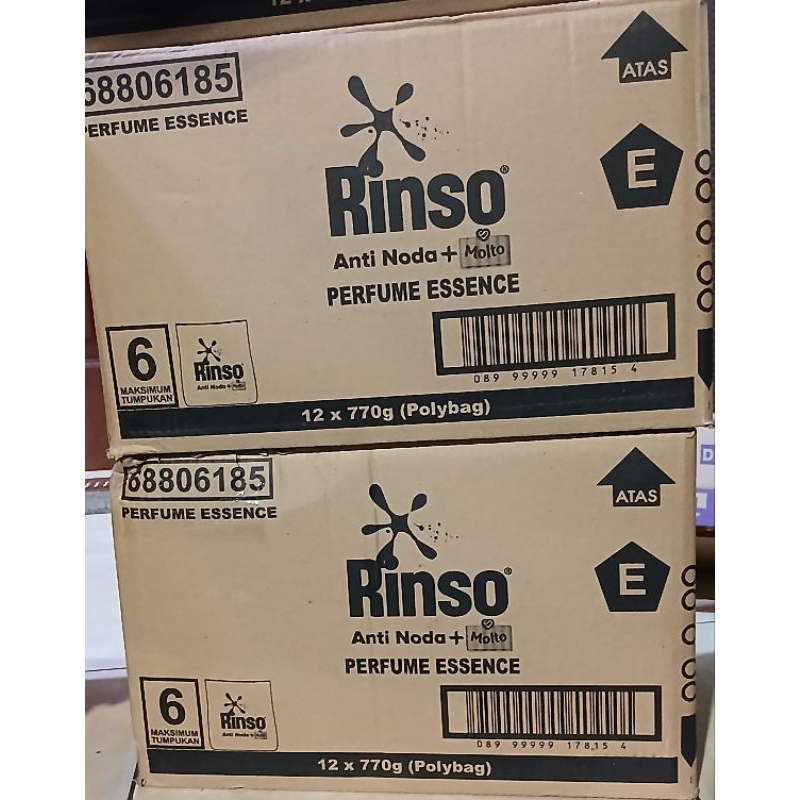 12 x
68806185
PERFUME ESSENCE
ATAS
E
Rinso®
Anti Noda + Molto
PERFUME ESSENCE
6
MAKSIMUM
TUMPUKAN
Rinso
Anti Noda + Molto
089 99999 17815 4
12 x 770g (Polybag)
68806185
PERFUME ESSENCE
ATAS
E
Rinso®
Anti Noda + Molto
PERFUME ESSENCE
6
MAKSIMUM
TUMPUKAN
Rinso
Anti Noda + Molto
089 99999 17815 4
12 x 770g (Polybag)
D